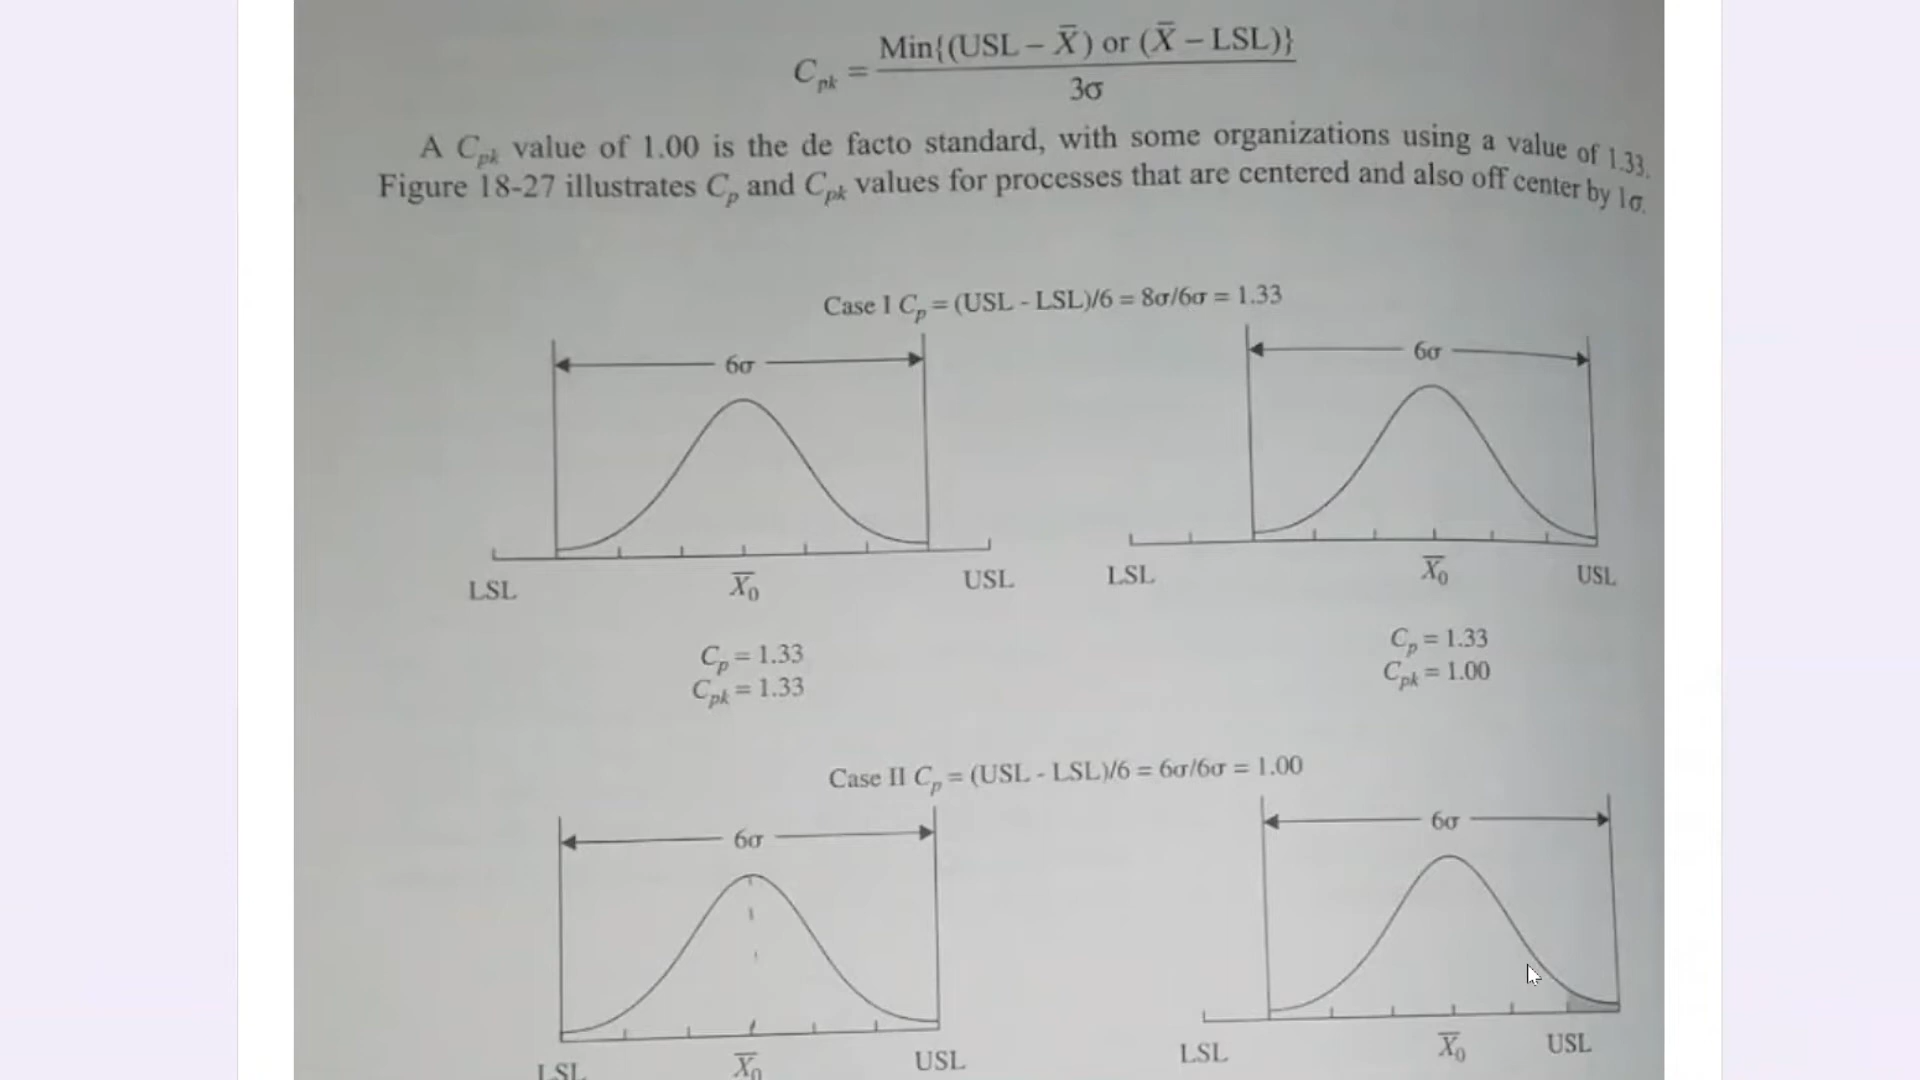 C_pk = Min{(USL – X̄) or (X̄ – LSL)}
3σ
A C_pk value of 1.00 is the de facto standard, with some organizations using a value of 1.33.
Figure 18-27 illustrates C_p and C_pk values for processes that are centered and also off center by 1σ.
Case I C_p = (USL - LSL)/6 = 8σ/6σ = 1.33
6σ 6σ
LSL X̄₀ USL LSL X̄₀ USL
C_p = 1.33 C_p = 1.33
C_pk = 1.33 C_pk = 1.00
Case II C_p = (USL - LSL)/6 = 6σ/6σ = 1.00
6σ 6σ
LSL X̄₀ USL LSL X̄₀ USL